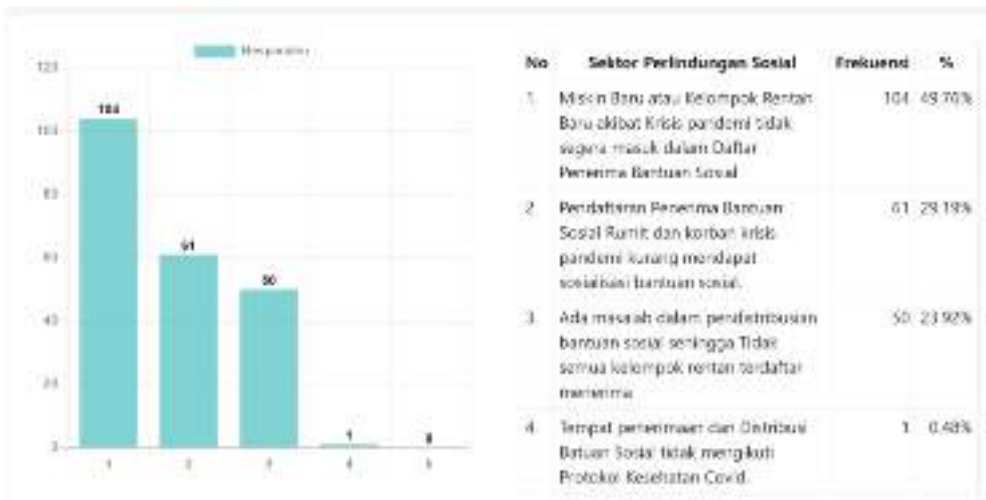 Responden
120
104
100
80
61
60
50
40
20
1
0
0
1 2 3 4 5
No Sektor Perlindungan Sosial Frekuensi %
1. Miskin Baru atau Kelompok Rentan 104 49.76%
Baru akibat Krisis pandemi tidak
segera masuk dalam Daftar
Penerima Bantuan Sosial
2 Pendaftaran Penerima Bantuan 61 29.19%
Sosial Rumit dan korban krisis
pandemi kurang mendapat
sosialisasi bantuan sosial.
3 Ada masalah dalam pendistribusian 50 23.92%
bantuan sosial sehingga Tidak
semua kelompok rentan terdaftar
menerima
4 Tempat penerimaan dan Distribusi 1 0.48%
Batuan Sosial tidak mengikuti
Protokol Kesehatan Covid.